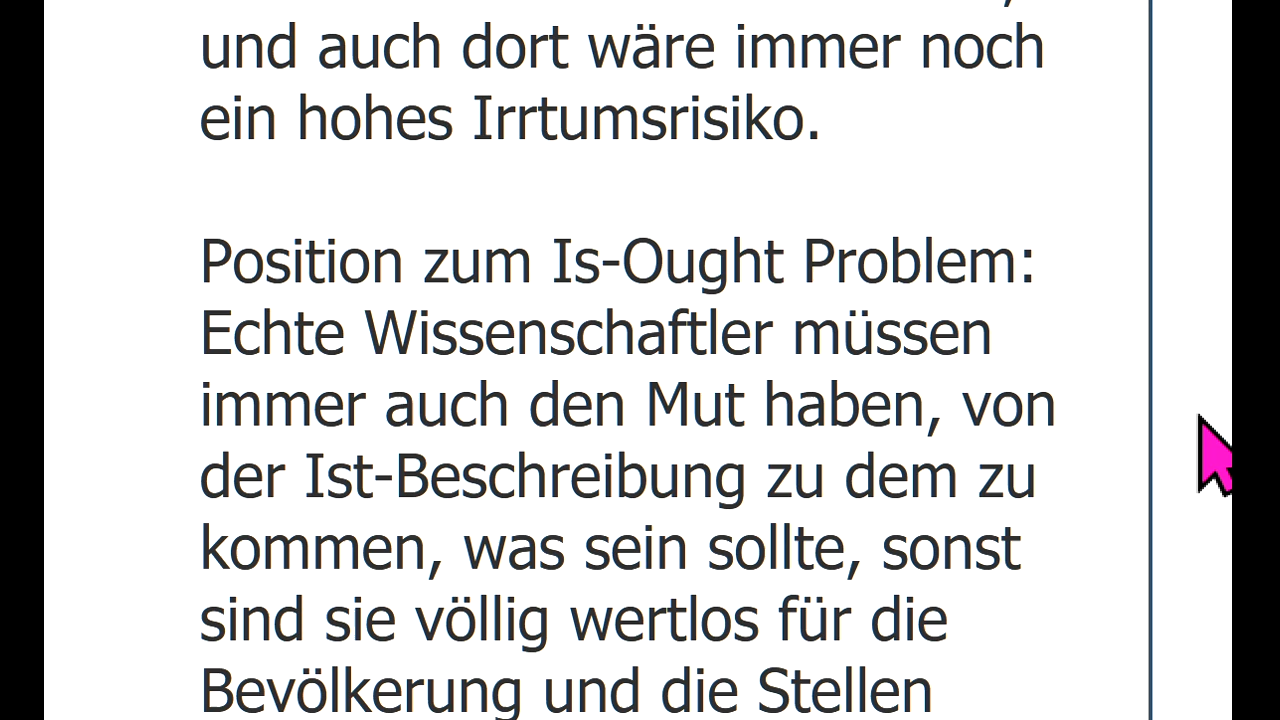 und auch dort wäre immer noch
ein hohes Irrtumsrisiko.
Position zum Is-Ought Problem:
Echte Wissenschaftler müssen
immer auch den Mut haben, von
der Ist-Beschreibung zu dem zu
kommen, was sein sollte, sonst
sind sie völlig wertlos für die
Bevölkerung und die Stellen